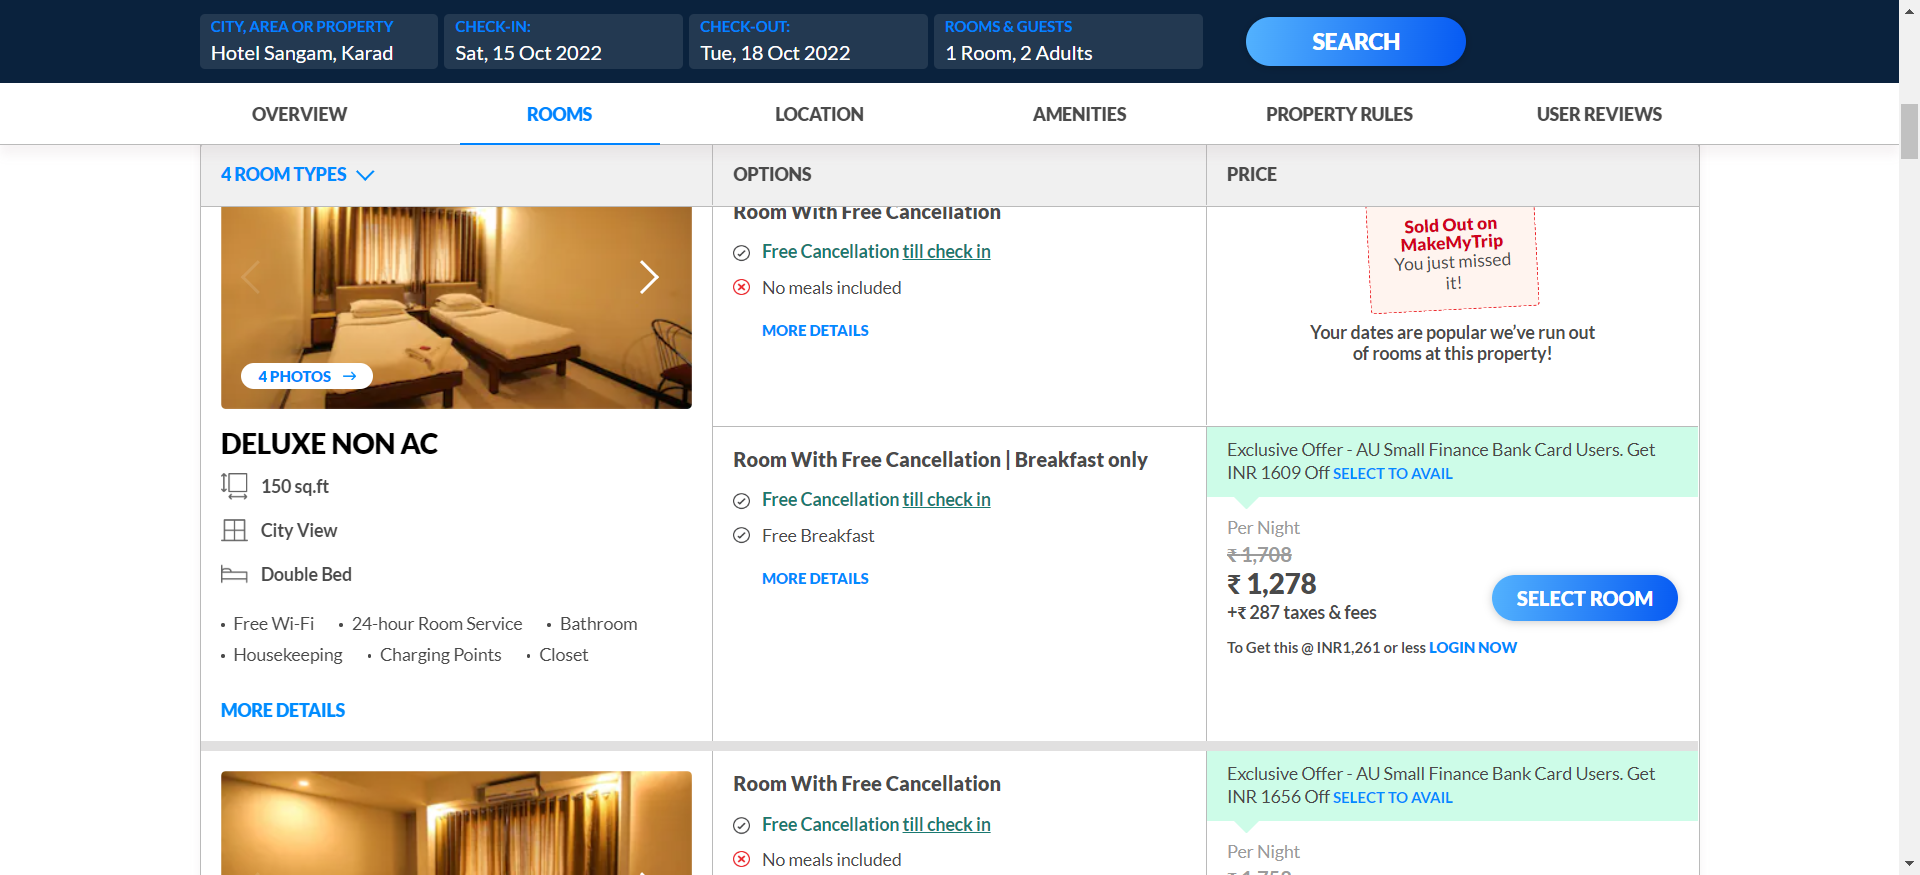 CITY, AREA OR PROPERTY
Hotel Sangam, Karad
CHECK-IN:
Sat, 15 Oct 2022
CHECK-OUT:
Tue, 18 Oct 2022
ROOMS & GUESTS
1 Room, 2 Adults
SEARCH
OVERVIEW
ROOMS
LOCATION
AMENITIES
PROPERTY RULES
USER REVIEWS
4 ROOM TYPES
OPTIONS
PRICE
4 PHOTOS
DELUXE NON AC
150 sq.ft
City View
Double Bed
• Free Wi-Fi • 24-hour Room Service • Bathroom
• Housekeeping • Charging Points • Closet
MORE DETAILS
Room With Free Cancellation
Free Cancellation till check in
No meals included
MORE DETAILS
Sold Out on
MakeMyTrip
You just missed
it!
Your dates are popular we've run out
of rooms at this property!
Room With Free Cancellation | Breakfast only
Free Cancellation till check in
Free Breakfast
MORE DETAILS
Exclusive Offer - AU Small Finance Bank Card Users. Get
INR 1609 Off SELECT TO AVAIL
Per Night
₹ 1,708
₹ 1,278
+₹ 287 taxes & fees
SELECT ROOM
To Get this @ INR1,261 or less LOGIN NOW
Room With Free Cancellation
Free Cancellation till check in
No meals included
Exclusive Offer - AU Small Finance Bank Card Users. Get
INR 1656 Off SELECT TO AVAIL
Per Night